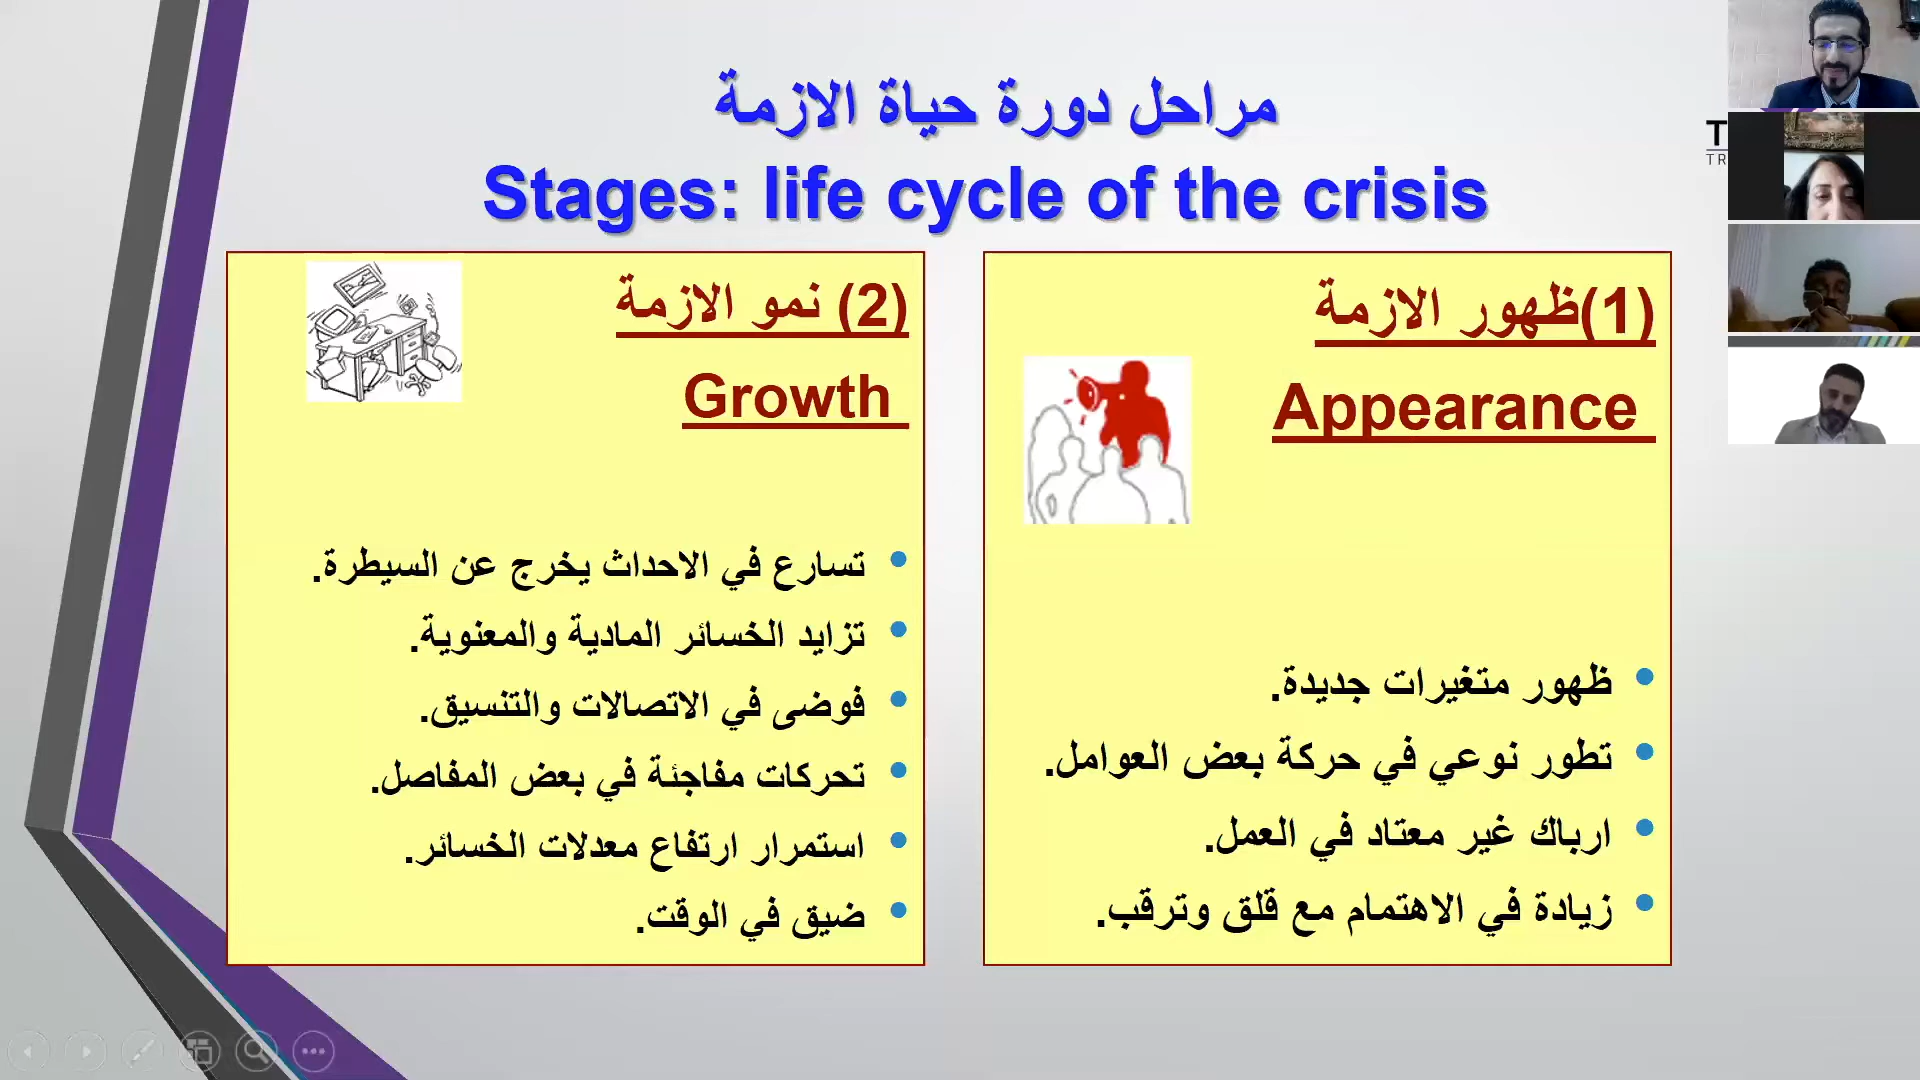 مراحل دورة حياة الازمة
Stages: life cycle of the crisis
(1)ظهور الازمة
Appearance
ظهور متغيرات جديدة.
تطور نوعي في حركة بعض العوامل.
ارباك غير معتاد في العمل.
زيادة في الاهتمام مع قلق وترقب.
(2) نمو الازمة
Growth
تسارع في الاحداث يخرج عن السيطرة.
تزايد الخسائر المادية والمعنوية.
فوضى في الاتصالات والتنسيق.
تحركات مفاجئة في بعض المفاصل.
استمرار ارتفاع معدلات الخسائر.
ضيق في الوقت.
T
TR